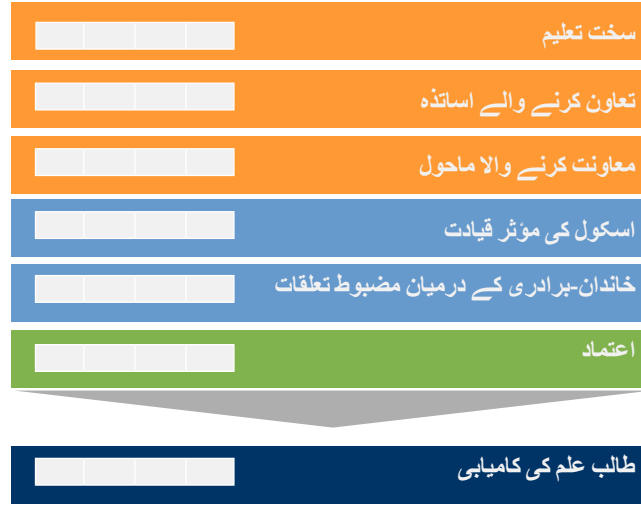 سخت تعلیم
تعاون کرنے والے اساتذہ
معاونت کرنے والا ماحول
اسکول کی مؤثر قیادت
خاندان-برادری کے درمیان مضبوط تعلقات
اعتماد
طالب علم کی کامیابی